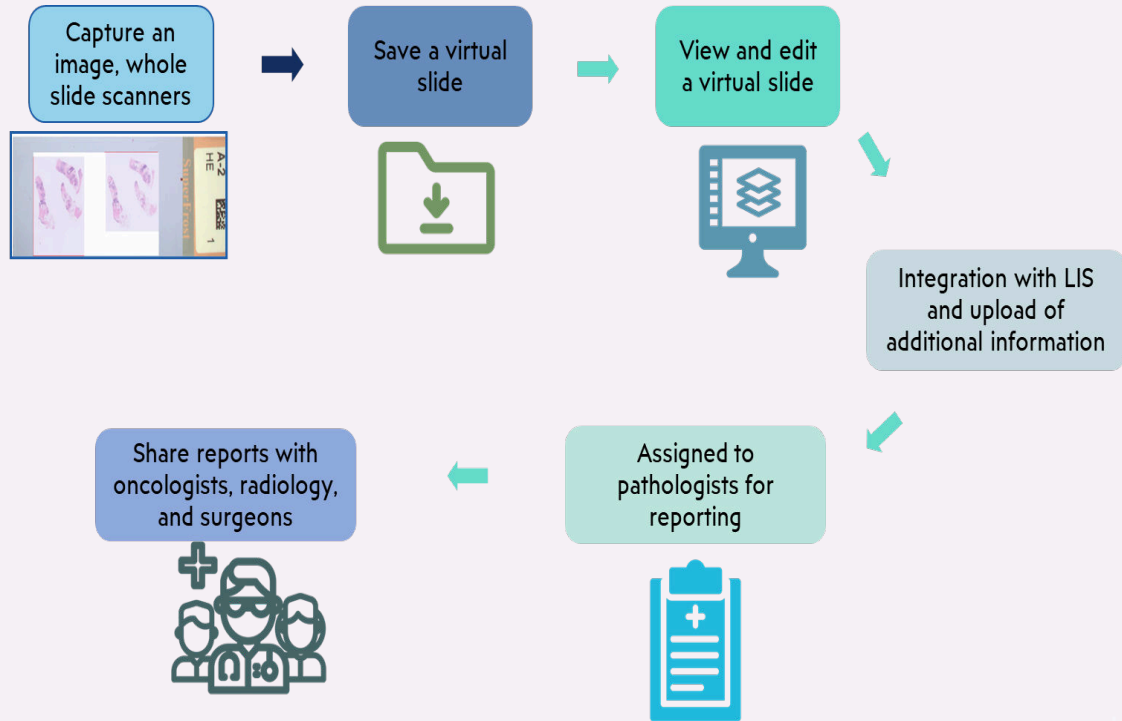 Capture an
image, whole
slide scanners
Save a virtual
slide
View and edit
a virtual slide
A-2
HE
1
SuperFrost
Integration with LIS
and upload of
additional information
Share reports with
oncologists, radiology,
and surgeons
Assigned to
pathologists for
reporting